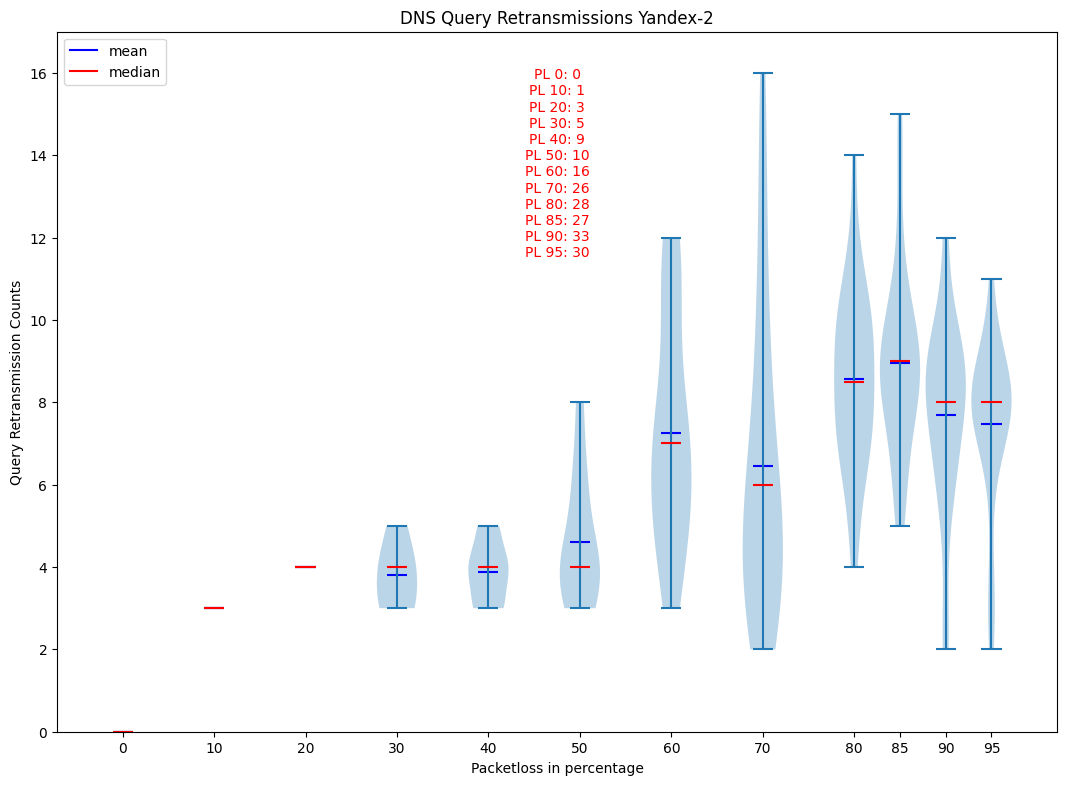 DNS Query Retransmissions Yandex-2
mean
median
PL 0: 0
PL 10: 1
PL 20: 3
PL 30: 5
PL 40: 9
PL 50: 10
PL 60: 16
PL 70: 26
PL 80: 28
PL 85: 27
PL 90: 33
PL 95: 30
Query Retransmission Counts
16
14
12
10
8
6
4
2
0
0 10 20 30 40 50 60 70 80 85 90 95
Packetloss in percentage